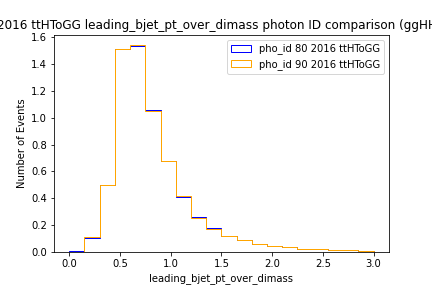 2016 ttHToGG leading_bjet_pt_over_dimass photon ID comparison (ggHH
pho_id 80 2016 ttHToGG
pho_id 90 2016 ttHToGG
Number of Events
1.6
1.4
1.2
1.0
0.8
0.6
0.4
0.2
0.0
0.0 0.5 1.0 1.5 2.0 2.5 3.0
leading_bjet_pt_over_dimass